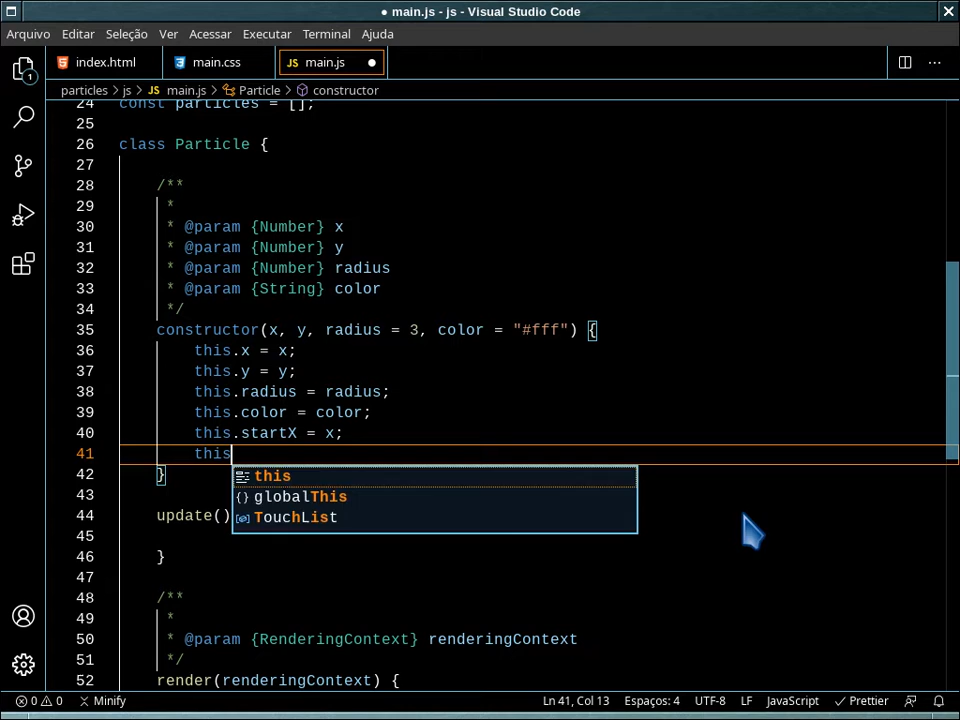 ● main.js - js - Visual Studio Code
Arquivo Editar Seleção Ver Acessar Executar Terminal Ajuda
index.html main.css JS main.js ●
1
particles > js > JS main.js > Particle > constructor
24 const particles = [];
25
26 class Particle {
27
28 /**
29 *
30 * @param {Number} x
31 * @param {Number} y
32 * @param {Number} radius
33 * @param {String} color
34 */
35 constructor(x, y, radius = 3, color = "#fff") {
36 this.x = x;
37 this.y = y;
38 this.radius = radius;
39 this.color = color;
40 this.startX = x;
41 this
42 }
this
43
{} globalThis
44 update()
TouchList
45
46 }
47
48 /**
49 *
50 * @param {RenderingContext} renderingContext
51 */
52 render(renderingContext) {
0 0 Minify Ln 41, Col 13 Espaços: 4 UTF-8 LF JavaScript Prettier